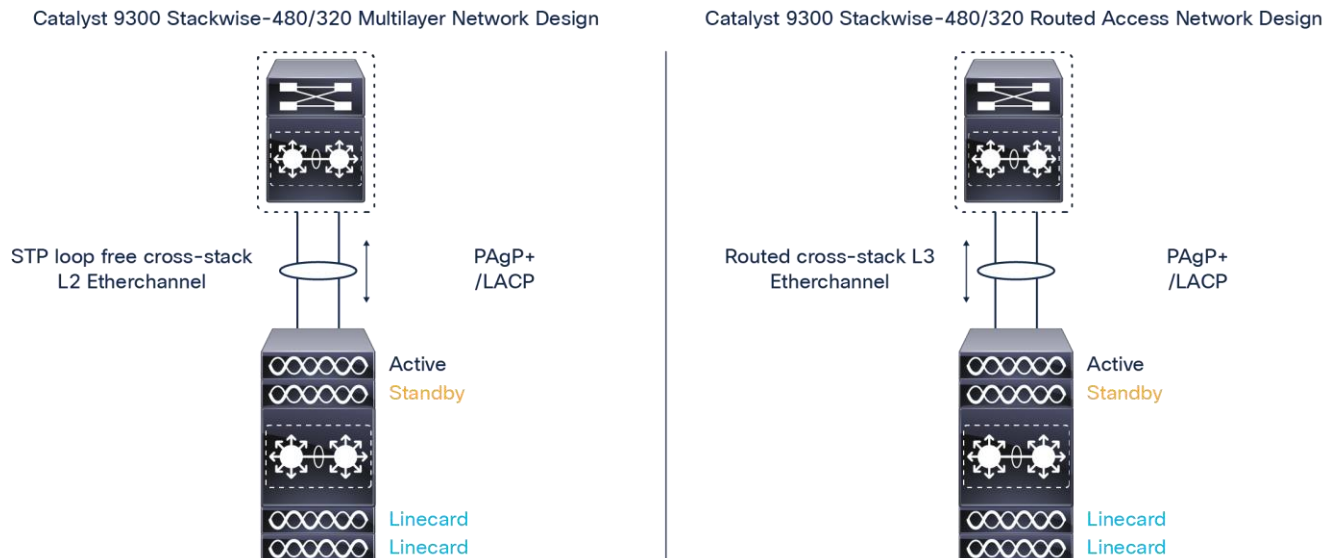 Catalyst 9300 Stackwise-480/320 Multilayer Network Design
STP loop free cross-stack
L2 Etherchannel
PAgP+
/LACP
Active
Standby
Linecard
Linecard
Catalyst 9300 Stackwise-480/320 Routed Access Network Design
Routed cross-stack L3
Etherchannel
PAgP+
/LACP
Active
Standby
Linecard
Linecard